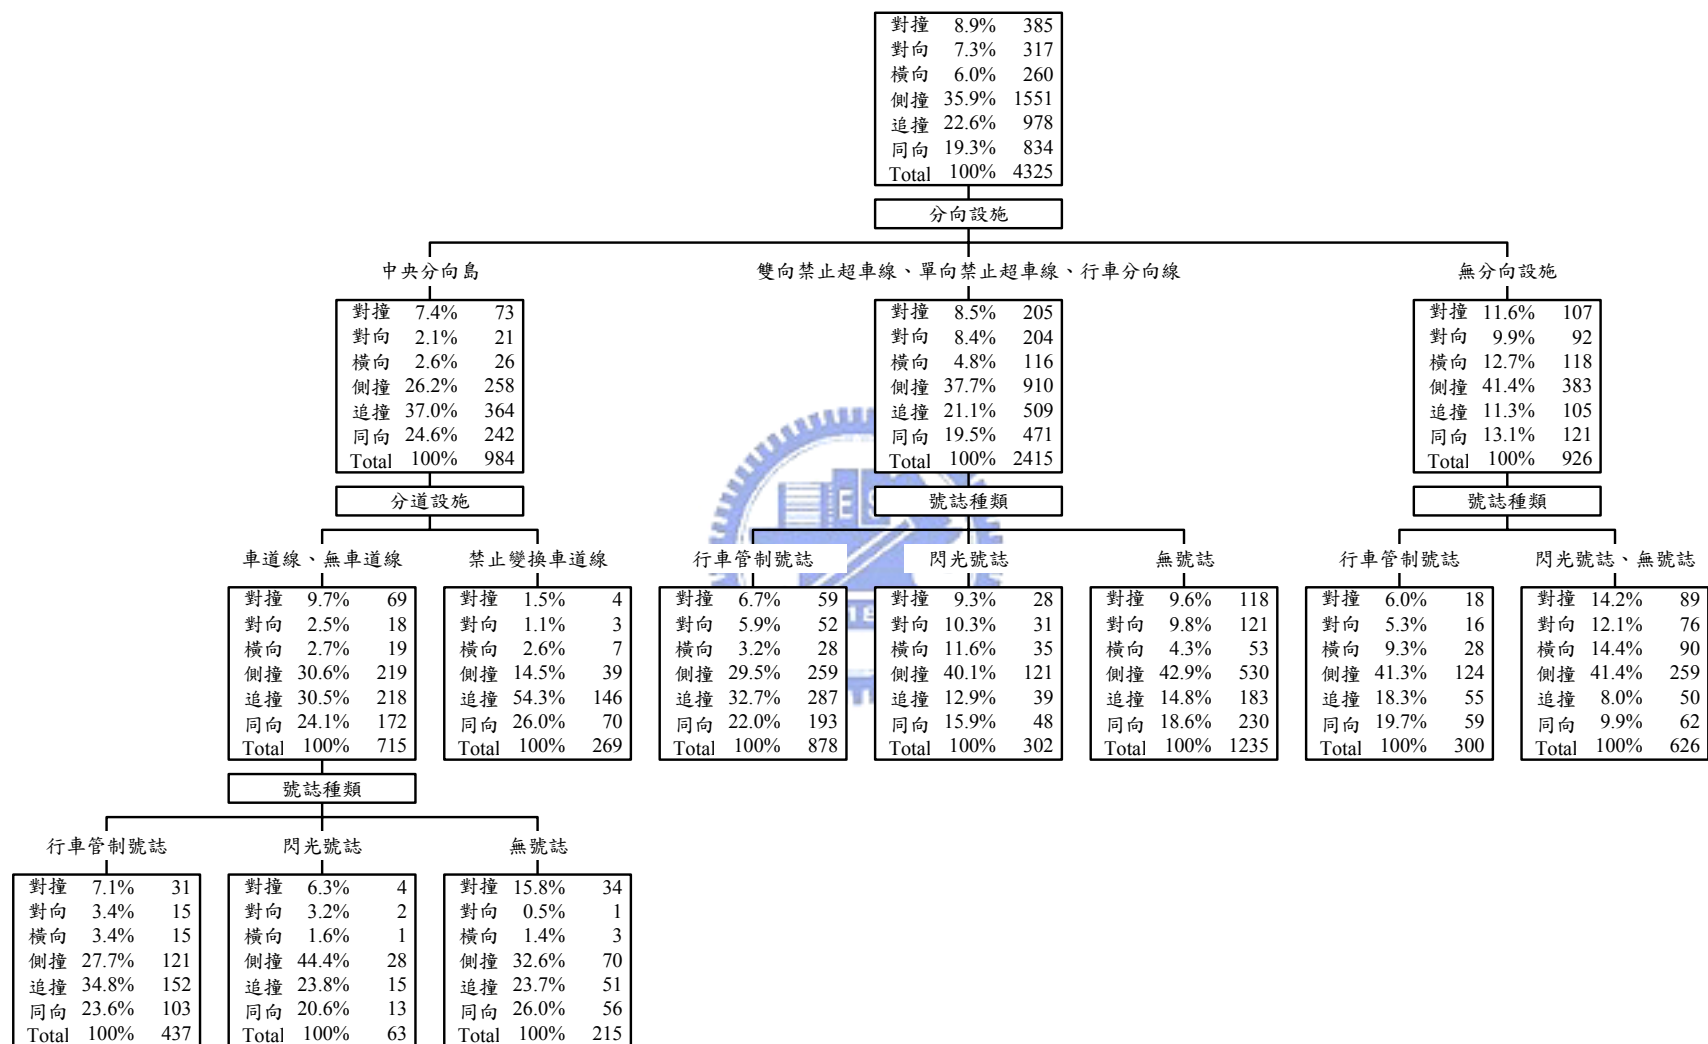 對撞 8.9% 385
對向 7.3% 317
橫向 6.0% 260
側撞 35.9% 1551
追撞 22.6% 978
同向 19.3% 834
Total 100% 4325
分向設施
中央分向島
對撞 7.4% 73
對向 2.1% 21
橫向 2.6% 26
側撞 26.2% 258
追撞 37.0% 364
同向 24.6% 242
Total 100% 984
分道設施
雙向禁止超車線、單向禁止超車線、行車分向線
對撞 8.5% 205
對向 8.4% 204
橫向 4.8% 116
側撞 37.7% 910
追撞 21.1% 509
同向 19.5% 471
Total 100% 2415
號誌種類
無分向設施
對撞 11.6% 107
對向 9.9% 92
橫向 12.7% 118
側撞 41.4% 383
追撞 11.3% 105
同向 13.1% 121
Total 100% 926
號誌種類
車道線、無車道線
對撞 9.7% 69
對向 2.5% 18
橫向 2.7% 19
側撞 30.6% 219
追撞 30.5% 218
同向 24.1% 172
Total 100% 715
號誌種類
禁止變換車道線
對撞 1.5% 4
對向 1.1% 3
橫向 2.6% 7
側撞 14.5% 39
追撞 54.3% 146
同向 26.0% 70
Total 100% 269
行車管制號誌
對撞 6.7% 59
對向 5.9% 52
橫向 3.2% 28
側撞 29.5% 259
追撞 32.7% 287
同向 22.0% 193
Total 100% 878
閃光號誌
對撞 9.3% 28
對向 10.3% 31
橫向 11.6% 35
側撞 40.1% 121
追撞 12.9% 39
同向 15.9% 48
Total 100% 302
無號誌
對撞 9.6% 118
對向 9.8% 121
橫向 4.3% 53
側撞 42.9% 530
追撞 14.8% 183
同向 18.6% 230
Total 100% 1235
行車管制號誌
對撞 6.0% 18
對向 5.3% 16
橫向 9.3% 28
側撞 41.3% 124
追撞 18.3% 55
同向 19.7% 59
Total 100% 300
閃光號誌、無號誌
對撞 14.2% 89
對向 12.1% 76
橫向 14.4% 90
側撞 41.4% 259
追撞 8.0% 50
同向 9.9% 62
Total 100% 626
行車管制號誌
對撞 7.1% 31
對向 3.4% 15
橫向 3.4% 15
側撞 27.7% 121
追撞 34.8% 152
同向 23.6% 103
Total 100% 437
閃光號誌
對撞 6.3% 4
對向 3.2% 2
橫向 1.6% 1
側撞 44.4% 28
追撞 23.8% 15
同向 20.6% 13
Total 100% 63
無號誌
對撞 15.8% 34
對向 0.5% 1
橫向 1.4% 3
側撞 32.6% 70
追撞 23.7% 51
同向 26.0% 56
Total 100% 215